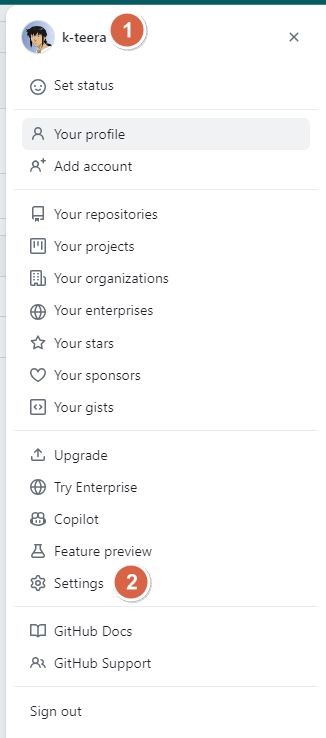 k-teera 1
Set status
Your profile
Add account
Your repositories
Your projects
Your organizations
Your enterprises
Your stars
Your sponsors
Your gists
Upgrade
Try Enterprise
Copilot
Feature preview
Settings 2
GitHub Docs
GitHub Support
Sign out